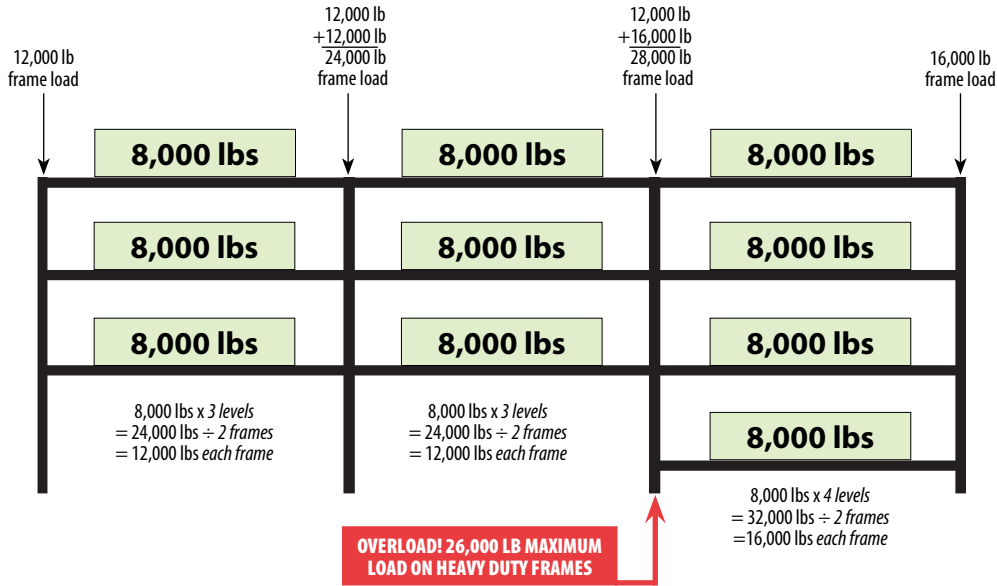 12,000 lb
frame load
12,000 lb
+12,000 lb
24,000 lb
frame load
12,000 lb
+16,000 lb
28,000 lb
frame load
16,000 lb
frame load
8,000 lbs
8,000 lbs
8,000 lbs
8,000 lbs
8,000 lbs
8,000 lbs
8,000 lbs
8,000 lbs
8,000 lbs
8,000 lbs x 3 levels
= 24,000 lbs ÷ 2 frames
= 12,000 lbs each frame
8,000 lbs x 3 levels
= 24,000 lbs ÷ 2 frames
= 12,000 lbs each frame
8,000 lbs
8,000 lbs x 4 levels
= 32,000 lbs ÷ 2 frames
=16,000 lbs each frame
OVERLOAD! 26,000 LB MAXIMUM
LOAD ON HEAVY DUTY FRAMES